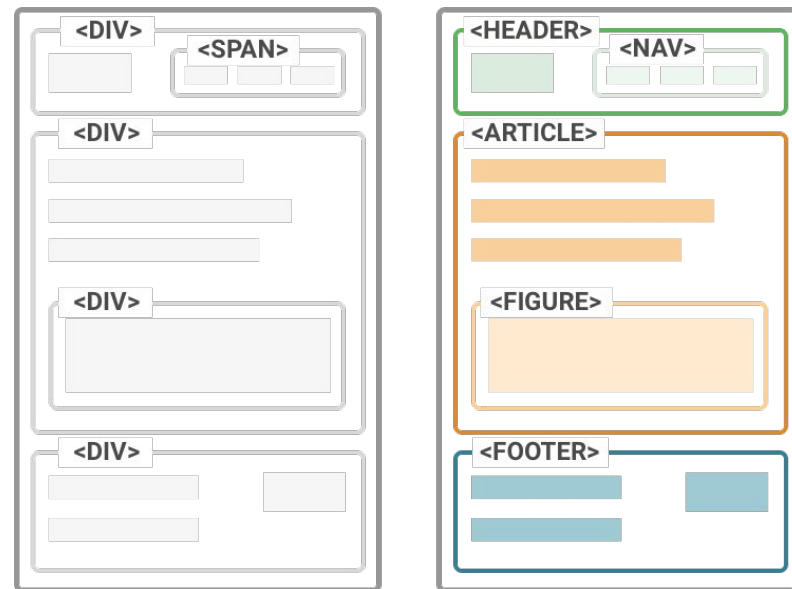 <DIV>
<SPAN>
<DIV>
<DIV>
<DIV>
<HEADER>
<NAV>
<ARTICLE>
<FIGURE>
<FOOTER>